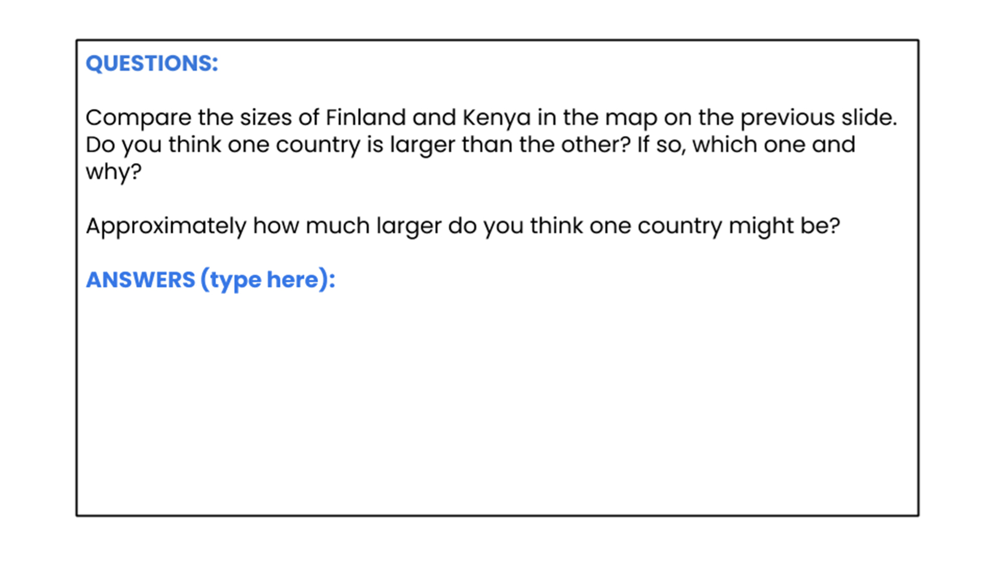 QUESTIONS:
Compare the sizes of Finland and Kenya in the map on the previous slide.
Do you think one country is larger than the other? If so, which one and
why?
Approximately how much larger do you think one country might be?
ANSWERS (type here):